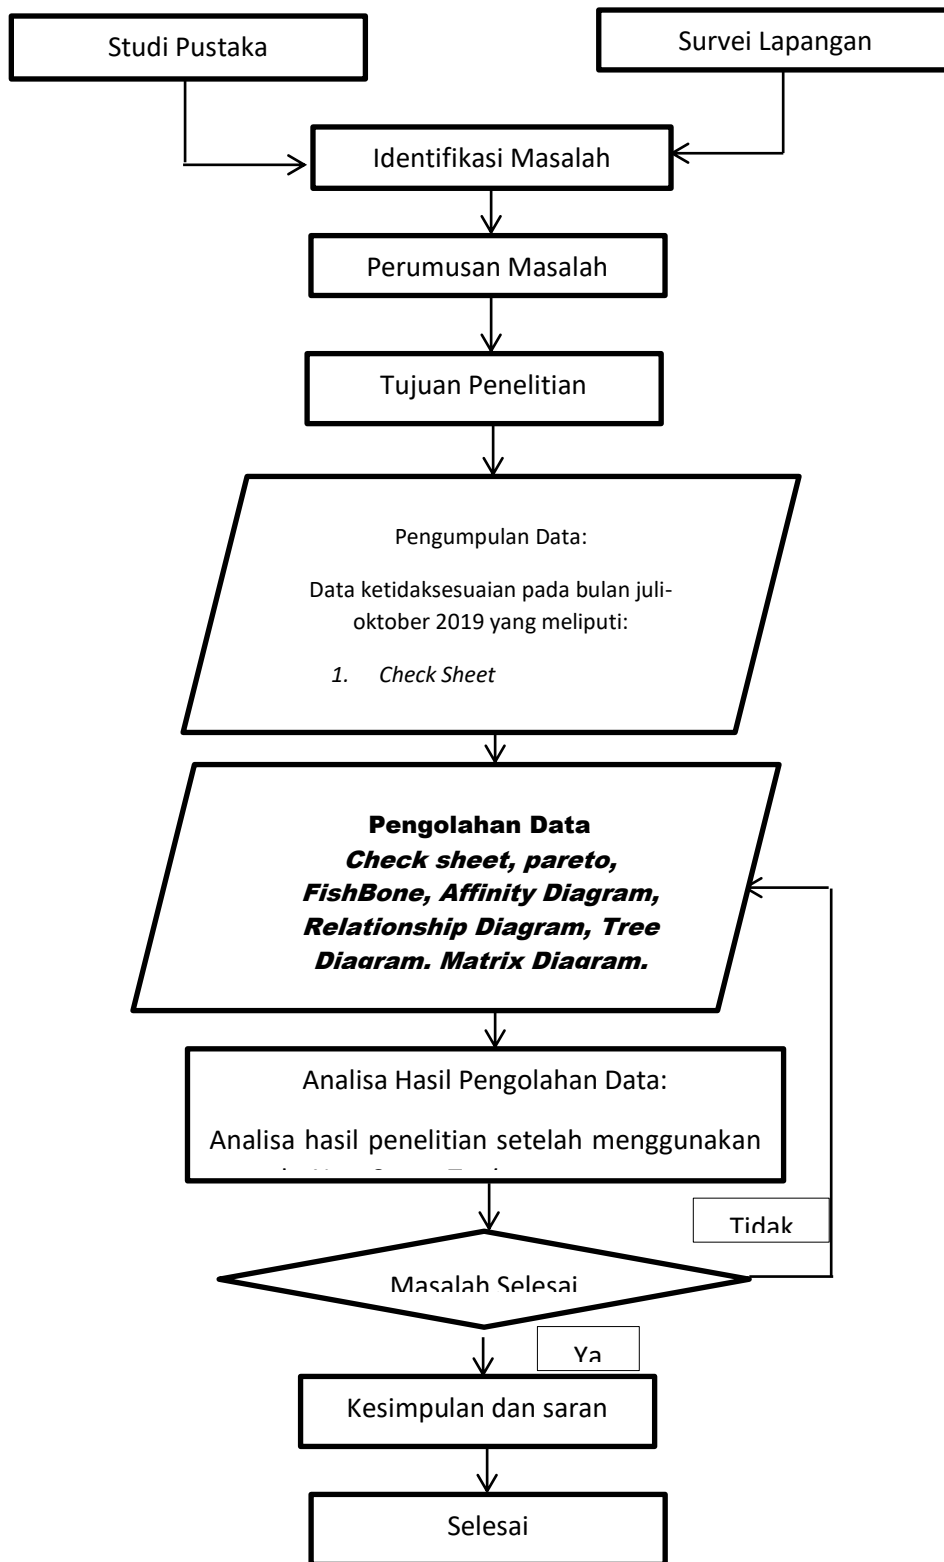 Studi Pustaka
Survei Lapangan
Identifikasi Masalah
Perumusan Masalah
Tujuan Penelitian
Pengumpulan Data:
Data ketidaksesuaian pada bulan juli-
oktober 2019 yang meliputi:
1. Check Sheet
Pengolahan Data
Check sheet, pareto,
FishBone, Affinity Diagram,
Relationship Diagram, Tree
Diagram. Matrix Diagram.
Analisa Hasil Pengolahan Data:
Analisa hasil penelitian setelah menggunakan
Tidak
Masalah Selesai
Ya
Kesimpulan dan saran
Selesai